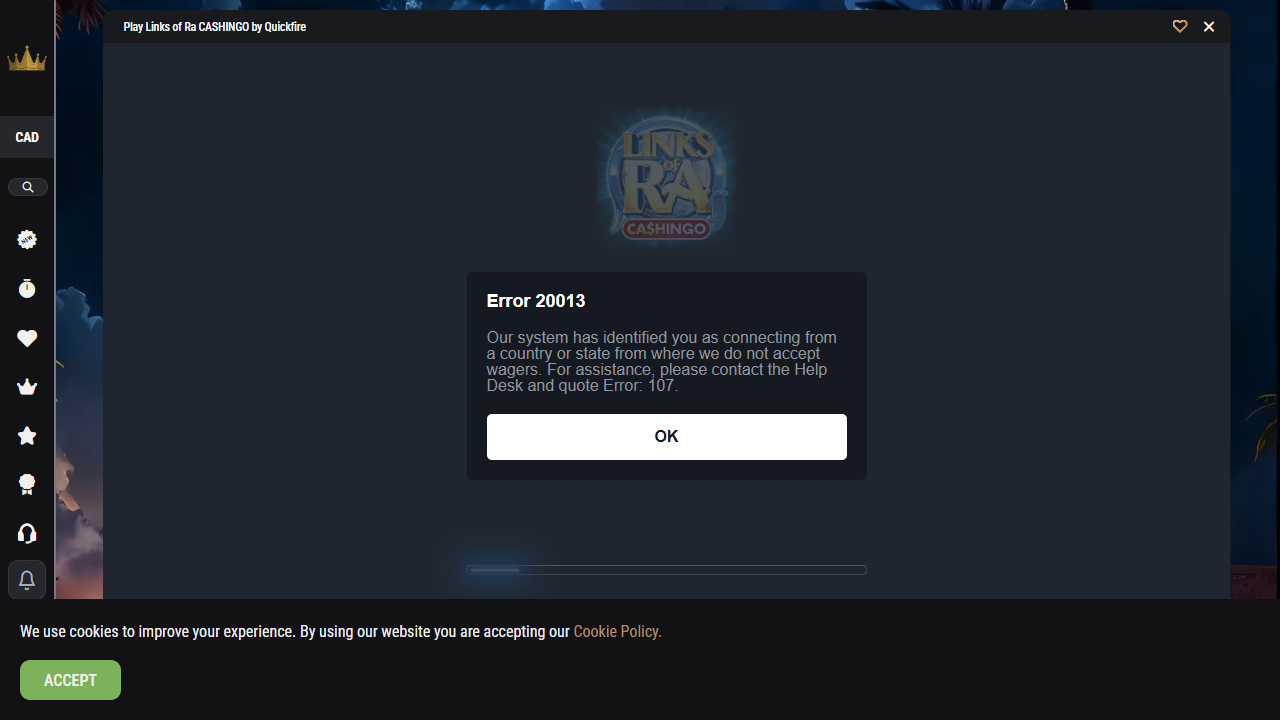 Play Links of Ra CASHINGO by Quickfire
CAD
NEW
LINKS
of
RA
CA$HINGO
Error 20013
Our system has identified you as connecting from
a country or state from where we do not accept
wagers. For assistance, please contact the Help
Desk and quote Error: 107.
OK
We use cookies to improve your experience. By using our website you are accepting our Cookie Policy.
ACCEPT